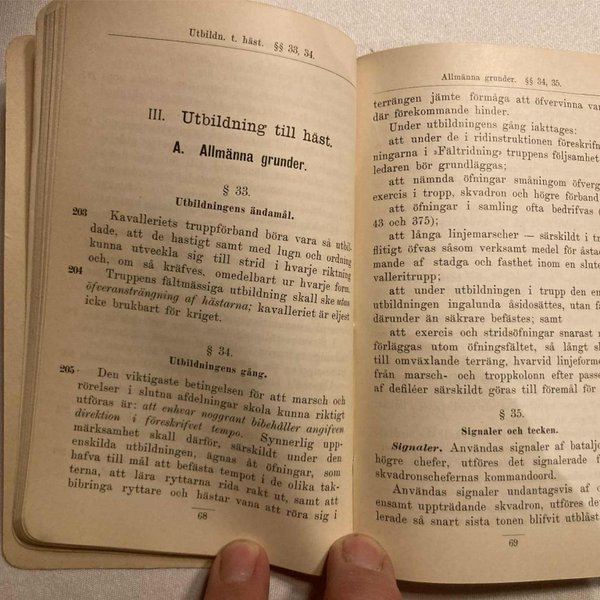 Utbildn. t. häst. §§ 33, 34.
III. Utbildning till häst.
A. Allmänna grunder.
§ 33.
Utbildningens ändamål.
203 Kavalleriets truppförband böra vara så utbil-
dade, att de hastigt samt med lugn och ordning
kunna utveckla sig till strid i hvarje riktning
och, om så kräfves, omedelbart ur hvarje form.
204 Truppens fältmässiga utbildning skall ske utan
öfveransträngning af hästarna; kavalleriet är eljest
icke brukbart för kriget.
§ 34.
Utbildningens gång.
205 Den viktigaste betingelsen för att marsch och
rörelser i slutna afdelningar skola kunna riktigt
utföras är: att enhvar noggrant bibehåller angifven
direktion i föreskrifvet tempo. Synnerlig upp-
märksamhet skall därför, särskildt under den
enskilda utbildningen, ägnas åt öfningar, som
hafva till mål att befästa tempot i de olika tak-
terna, att lära ryttarna rida rakt ut, samt att
bibringa ryttare och hästar vana att röra sig i
68
Allmänna grunder. §§ 34, 35.
terrängen jämte förmåga att öfvervinna var
där förekommande hinder.
Under utbildningens gång iakttages:
att under de i ridinstruktionen föreskrifn
ningarna i »Fältridning» truppens följsamhet
ledaren bör grundläggas;
att nämnda öfningar småningom öfverg
exercis i tropp, skvadron och högre förband
att öfningar i samling ofta bedrifvas (
43 och 375);
att långa linjemarscher — särskildt i tr
flitigt öfvas såsom verksamt medel för åstad
mande af stadga och fasthet inom en slute
valleritrupp;
att under utbildningen i trupp den en
utbildningen ingalunda åsidosättes, utan fa
därunder än säkrare befästes; samt
att exercis och stridsöfningar snarast m
förläggas utom öfningsfältet, så långt sk
till omväxlande terräng, hvarvid linjeform
från marsch- och troppkolonn efter passe
af defiléer särskildt göras till föremål för
§ 35.
Signaler och tecken.
Signaler. Användas signaler af batalj
högre chefer, utföres det signalerade f
skvadronschefernas kommandoord.
Användas signaler undantagsvis af c
ensamt uppträdande skvadron, utföres det
lerade så snart sista tonen blifvit utblåst
69